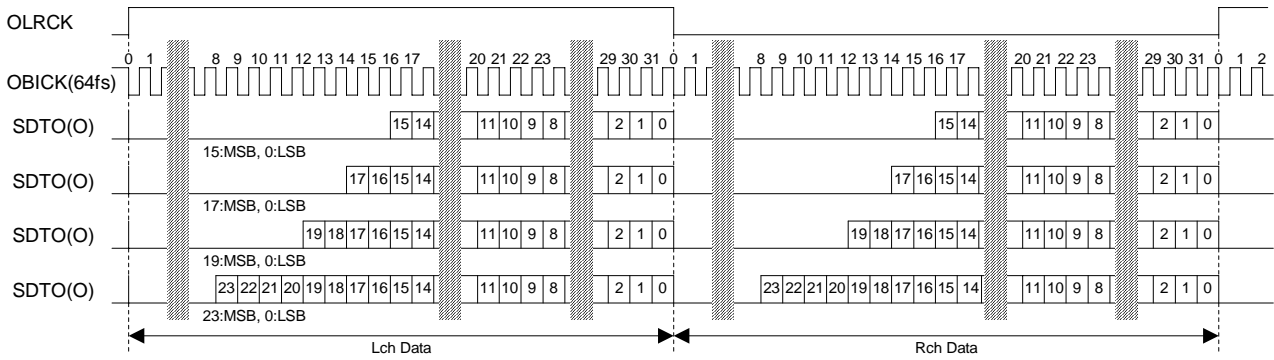 OLRCK
0 1 8 9 10 11 12 13 14 15 16 17 20 21 22 23 29 30 31 0 1 8 9 10 11 12 13 14 15 16 17 20 21 22 23 29 30 31 0 1 2
OBICK(64fs)
SDTO(O) 15 14 11 10 9 8 2 1 0 15 14 11 10 9 8 2 1 0
15:MSB, 0:LSB
SDTO(O) 17 16 15 14 11 10 9 8 2 1 0 17 16 15 14 11 10 9 8 2 1 0
17:MSB, 0:LSB
SDTO(O) 19 18 17 16 15 14 11 10 9 8 2 1 0 19 18 17 16 15 14 11 10 9 8 2 1 0
19:MSB, 0:LSB
SDTO(O) 23 22 21 20 19 18 17 16 15 14 11 10 9 8 2 1 0 23 22 21 20 19 18 17 16 15 14 11 10 9 8 2 1 0
23:MSB, 0:LSB
Lch Data Rch Data